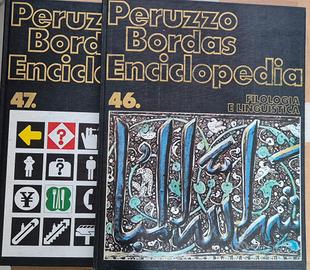 Peruzzo
Bordas
Enciclo
47.
Peruzzo
Bordas
Enciclopedia
46.
FILOLOGIA
E LINGUISTICA